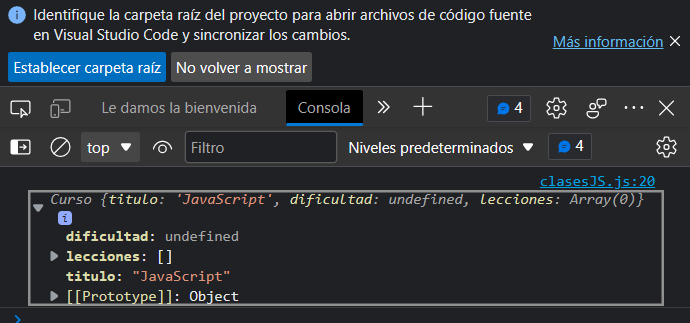 Identifique la carpeta raíz del proyecto para abrir archivos de código fuente
en Visual Studio Code y sincronizar los cambios.
Más información
Establecer carpeta raíz No volver a mostrar
Le damos la bienvenida Consola 4
top Filtro Niveles predeterminados 4
clasesJS.js:20
Curso {titulo: 'JavaScript', dificultad: undefined, lecciones: Array(0)}
i
dificultad: undefined
lecciones: []
titulo: "JavaScript"
[[Prototype]]: Object